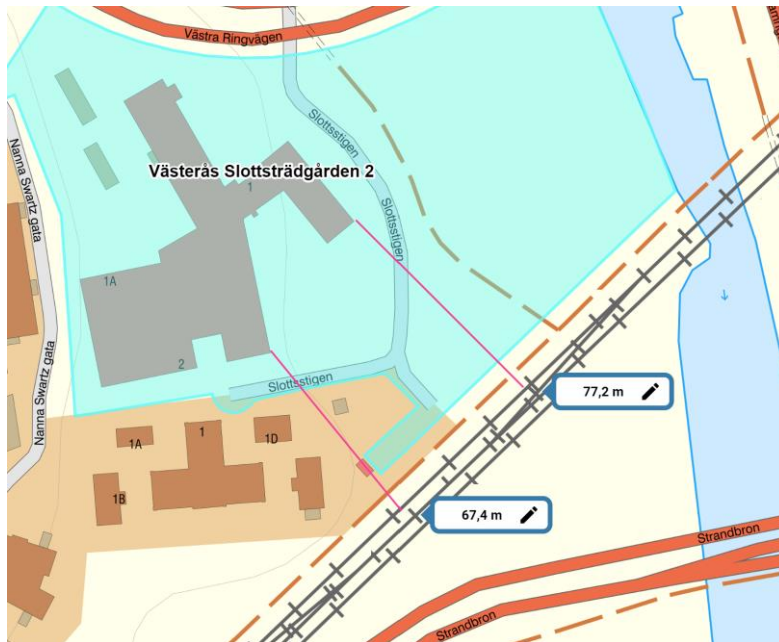 Västra Ringvägen
Slottsstigen
Västerås Slottsträdgården 2
1
Nanna Swartz gata
Slottsstigen
1A
2
Slottsstigen
77,2 m
Nanna Swartz gata
1A
1
1D
1B
67,4 m
Strandbron
Strandbron